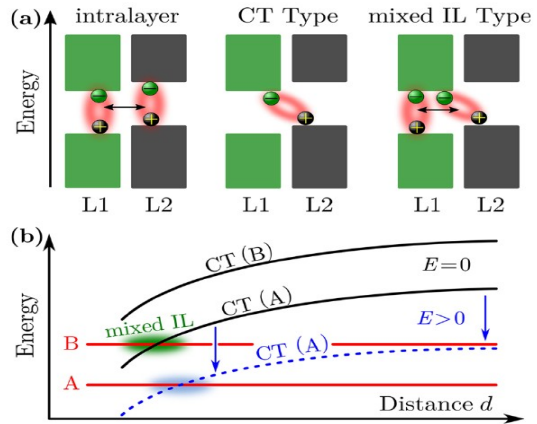 (a) intralayer CT Type mixed IL Type
Energy
L1 L2 L1 L2 L1 L2
(b)
Energy
CT (B)
E=0
CT (A)
mixed IL
E>0
B
CT (A)
A
Distance d